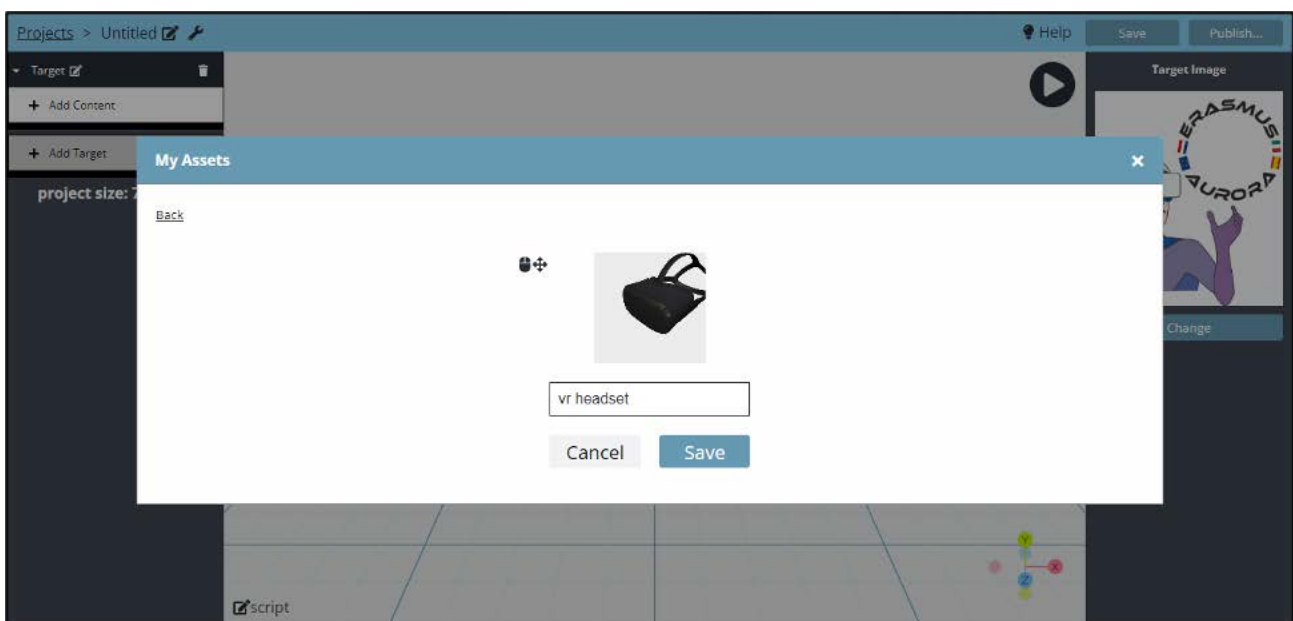 Projects > Untitled
Help
Save
Publish...
Target
Target Image
+ Add Content
ERASMUS
AURORA
+ Add Target
My Assets
×
project size: 7
Back
vr headset
Cancel
Save
Change
Y
X
Z
script